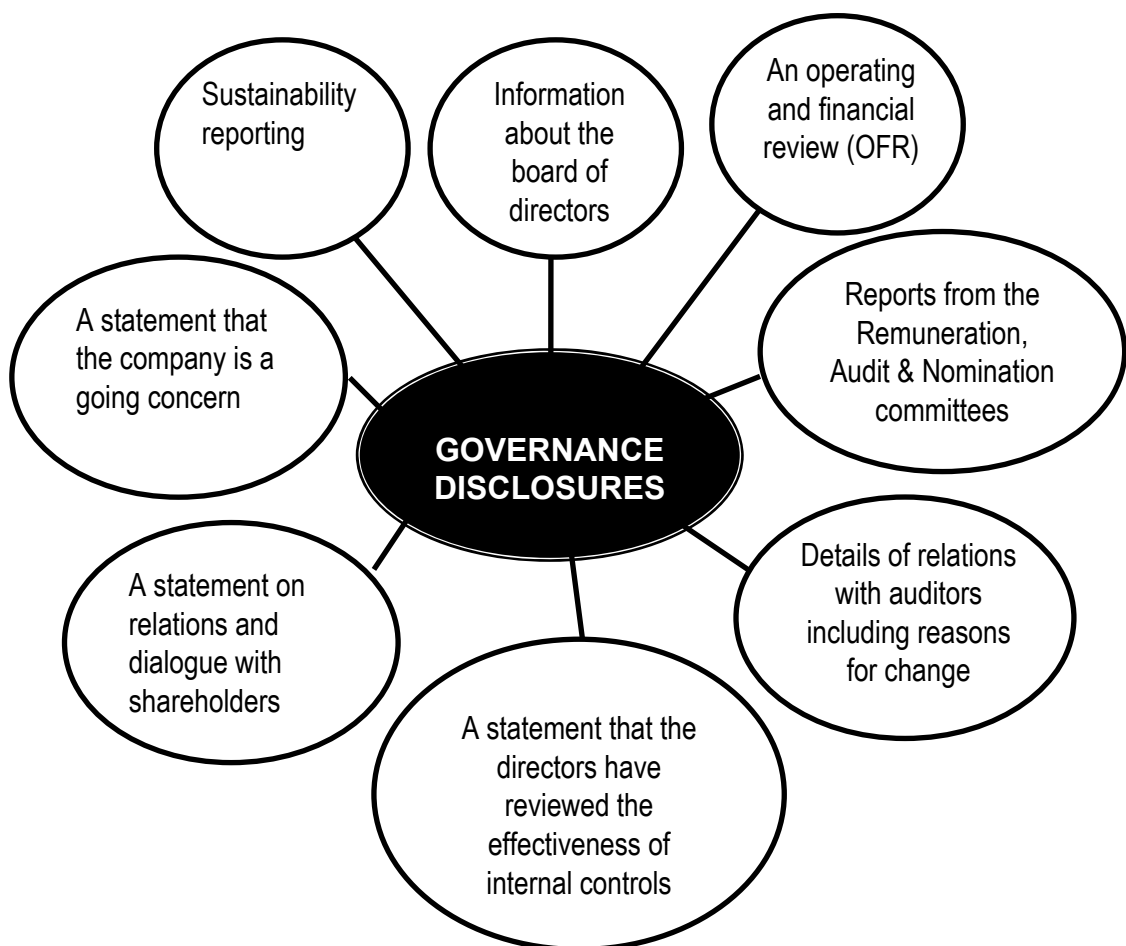 Sustainability
reporting
Information
about the
board of
directors
An operating
and financial
review (OFR)
A statement that
the company is a
going concern
Reports from the
Remuneration,
Audit & Nomination
committees
GOVERNANCE
DISCLOSURES
A statement on
relations and
dialogue with
shareholders
Details of relations
with auditors
including reasons
for change
A statement that the
directors have
reviewed the
effectiveness of
internal controls